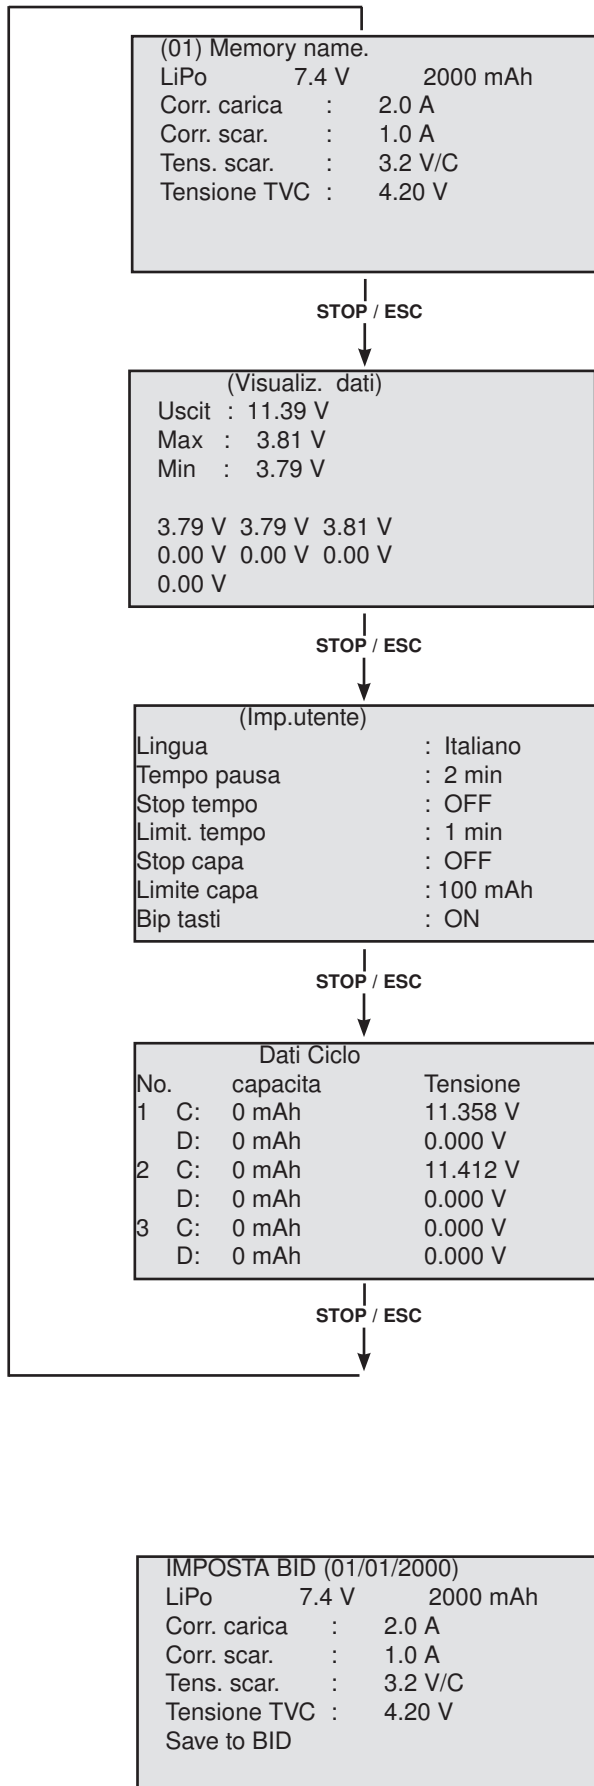 (01) Memory name.
LiPo 7.4 V 2000 mAh
Corr. carica : 2.0 A
Corr. scar. : 1.0 A
Tens. scar. : 3.2 V/C
Tensione TVC : 4.20 V
STOP / ESC
(Visualiz. dati)
Uscit : 11.39 V
Max : 3.81 V
Min : 3.79 V
3.79 V 3.79 V 3.81 V
0.00 V 0.00 V 0.00 V
0.00 V
STOP / ESC
(Imp.utente)
Lingua : Italiano
Tempo pausa : 2 min
Stop tempo : OFF
Limit. tempo : 1 min
Stop capa : OFF
Limite capa : 100 mAh
Bip tasti : ON
STOP / ESC
Dati Ciclo
No. capacita Tensione
1 C: 0 mAh 11.358 V
D: 0 mAh 0.000 V
2 C: 0 mAh 11.412 V
D: 0 mAh 0.000 V
3 C: 0 mAh 0.000 V
D: 0 mAh 0.000 V
STOP / ESC
IMPOSTA BID (01/01/2000)
LiPo 7.4 V 2000 mAh
Corr. carica : 2.0 A
Corr. scar. : 1.0 A
Tens. scar. : 3.2 V/C
Tensione TVC : 4.20 V
Save to BID